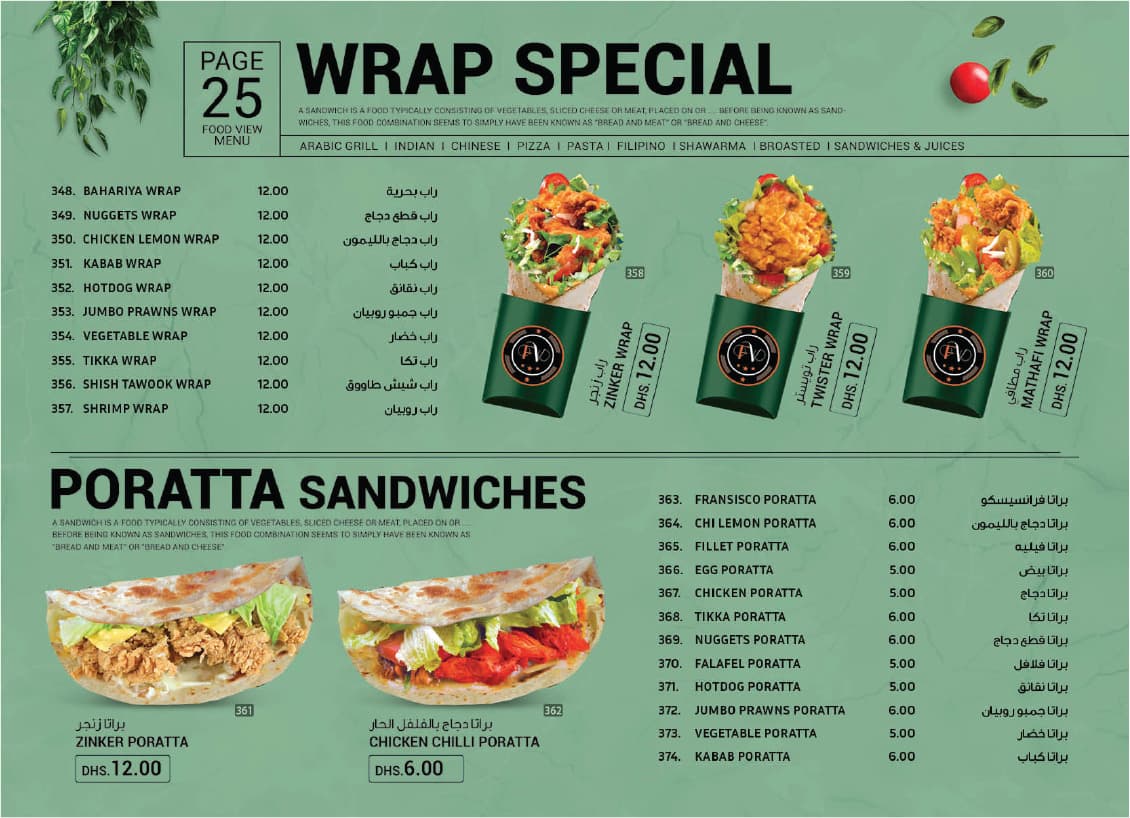 PAGE
25
FOOD VIEW
MENU
WRAP SPECIAL
A SANDWICH IS A FOOD TYPICALLY CONSISTING OF VEGETABLES, SLICED CHEESE OR MEAT, PLACED ON OR .... BEFORE BEING KNOWN AS SAND-
WICHES, THIS FOOD COMBINATION SEEMS TO SIMPLY HAVE BEEN KNOWN AS "BREAD AND MEAT" OR "BREAD AND CHEESE".
ARABIC GRILL I INDIAN I CHINESE I PIZZA I PASTA I FILIPINO I SHAWARMA I BROASTED I SANDWICHES & JUICES
348. BAHARIYA WRAP 12.00 راب بحرية
349. NUGGETS WRAP 12.00 راب قطع دجاج
350. CHICKEN LEMON WRAP 12.00 راب دجاج بالليمون
351. KABAB WRAP 12.00 راب كباب
352. HOTDOG WRAP 12.00 راب نقانق
353. JUMBO PRAWNS WRAP 12.00 راب جمبو روبيان
354. VEGETABLE WRAP 12.00 راب خضار
355. TIKKA WRAP 12.00 راب تكا
356. SHISH TAWOOK WRAP 12.00 راب شيش طاووق
357. SHRIMP WRAP 12.00 راب روبيان
358
راب زنجر
ZINKER WRAP
DHS. 12.00
359
راب تويستر
TWISTER WRAP
DHS. 12.00
360
راب مطافي
MATHAFI WRAP
DHS. 12.00
PORATTA SANDWICHES
A SANDWICH IS A FOOD TYPICALLY CONSISTING OF VEGETABLES, SLICED CHEESE OR MEAT, PLACED ON OR ....
BEFORE BEING KNOWN AS SANDWICHES, THIS FOOD COMBINATION SEEMS TO SIMPLY HAVE BEEN KNOWN AS
"BREAD AND MEAT" OR "BREAD AND CHEESE".
361
براتا زنجر
ZINKER PORATTA
DHS.12.00
362
براتا دجاج بالفلفل الحار
CHICKEN CHILLI PORATTA
DHS.6.00
363. FRANSISCO PORATTA 6.00 براتا فرانسيسكو
364. CHI LEMON PORATTA 6.00 براتا دجاج بالليمون
365. FILLET PORATTA 6.00 براتا فيليه
366. EGG PORATTA 5.00 براتا بيض
367. CHICKEN PORATTA 5.00 براتا دجاج
368. TIKKA PORATTA 6.00 براتا تكا
369. NUGGETS PORATTA 6.00 براتا قطع دجاج
370. FALAFEL PORATTA 5.00 براتا فلافل
371. HOTDOG PORATTA 5.00 براتا نقانق
372. JUMBO PRAWNS PORATTA 6.00 براتا جمبو روبيان
373. VEGETABLE PORATTA 5.00 براتا خضار
374. KABAB PORATTA 6.00 براتا كباب